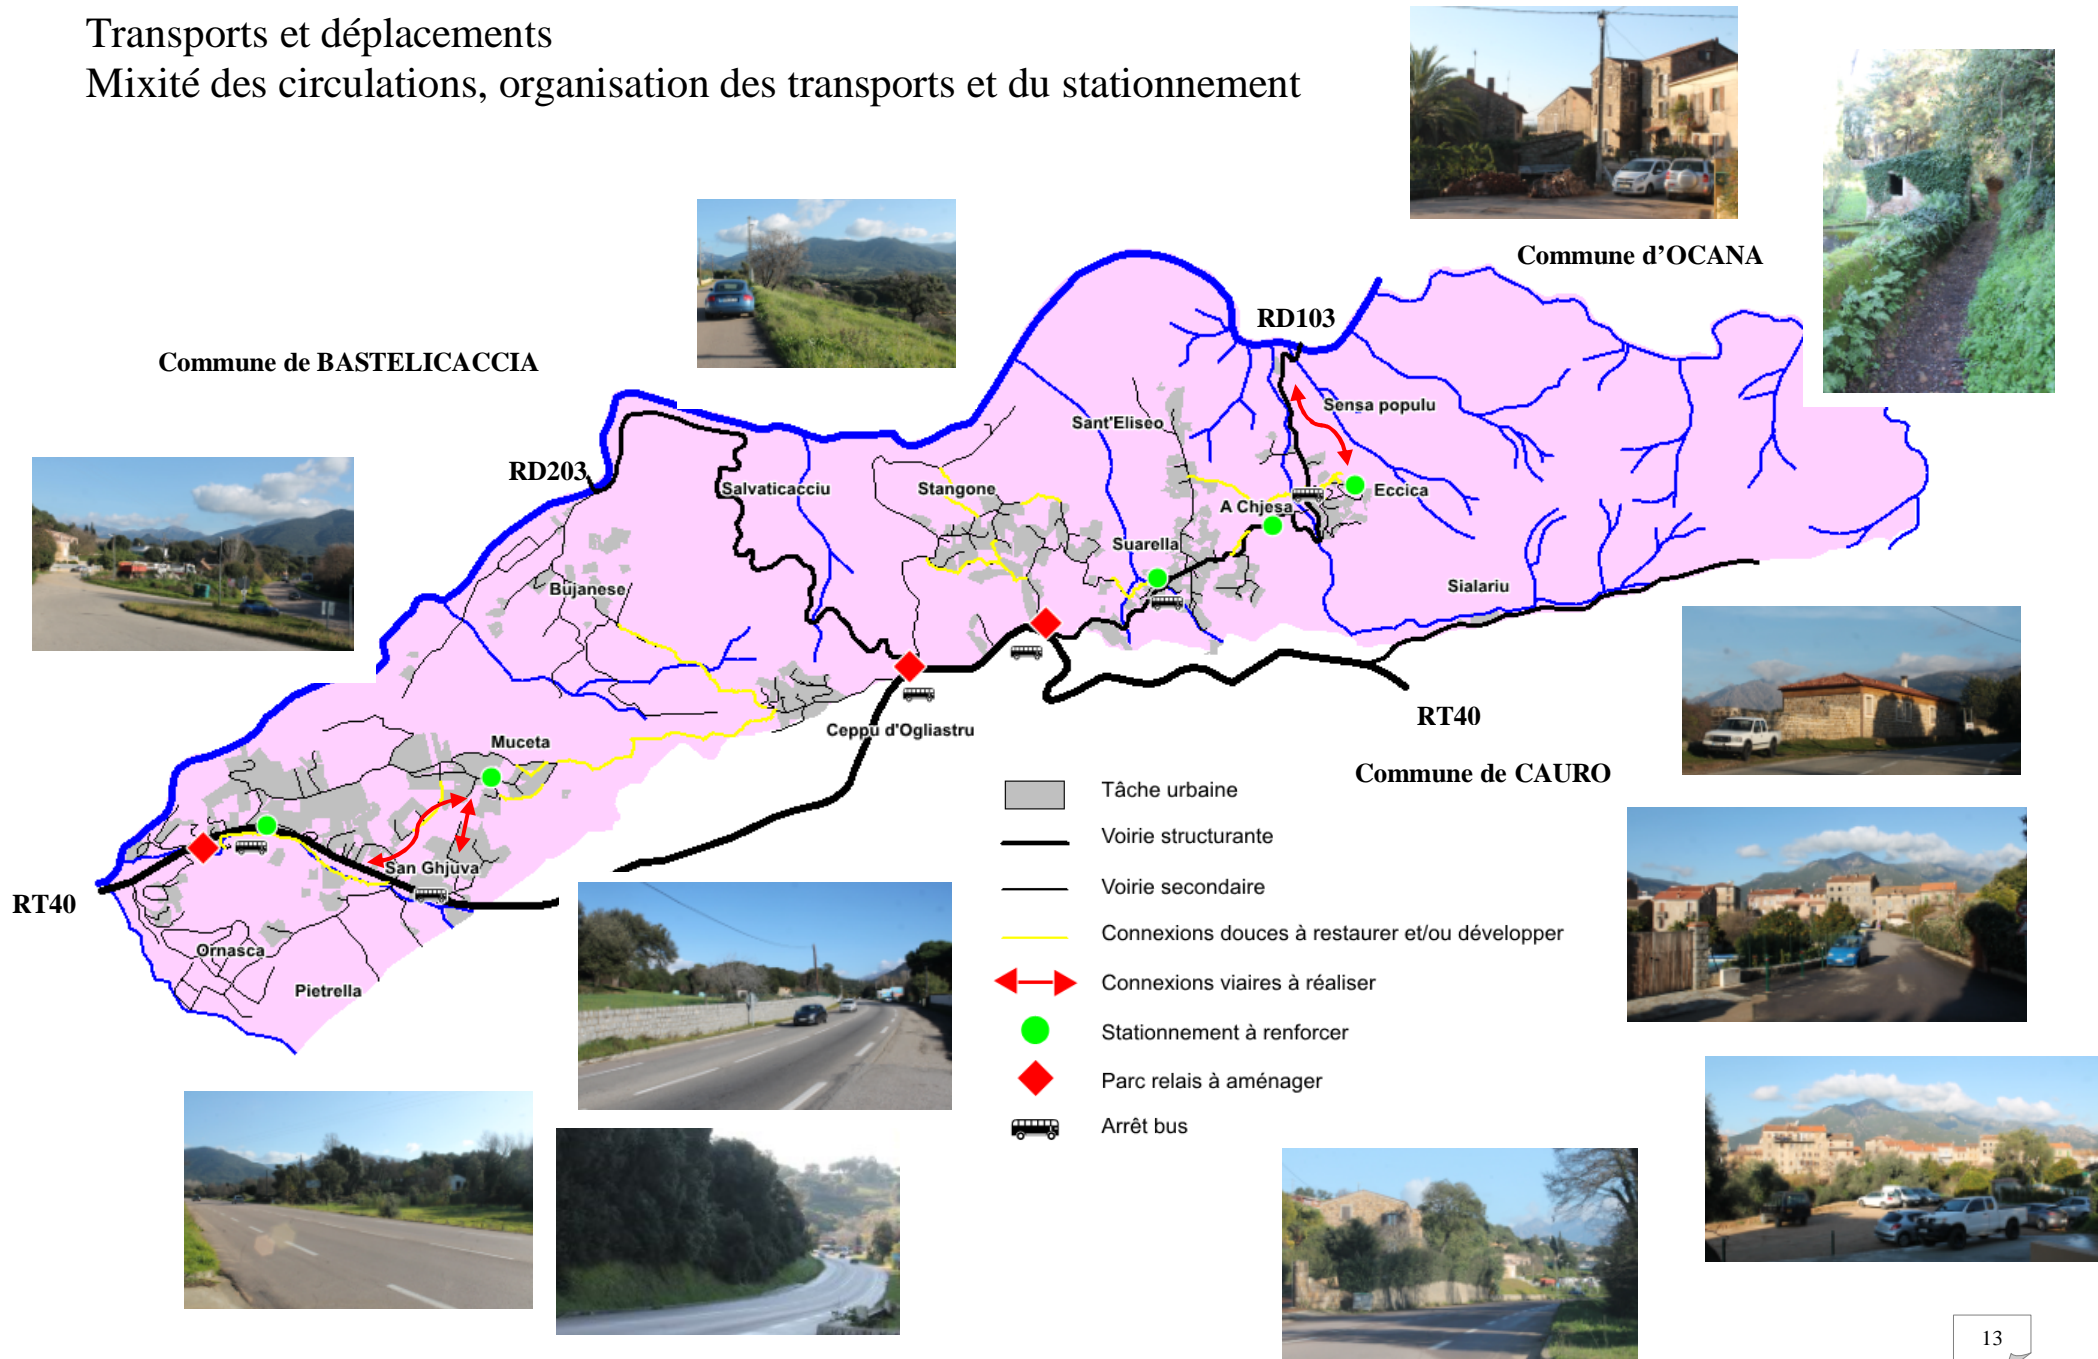 Transports et déplacements
Mixité des circulations, organisation des transports et du stationnement
Commune d'OCANA
RD103
Commune de BASTELICACCIA
Sensa populu
Sant'Eliseo
RD203
Salvaticacciu
Stangone
Eccica
A Chjesa
Suarella
Bujanese
Sialariu
RT40
Ceppu d'Ogliastru
Muceta
Commune de CAURO
San Ghjuva
RT40
Ornasca
Pietrella
Tâche urbaine
Voirie structurante
Voirie secondaire
Connexions douces à restaurer et/ou développer
Connexions viaires à réaliser
Stationnement à renforcer
Parc relais à aménager
Arrêt bus
13